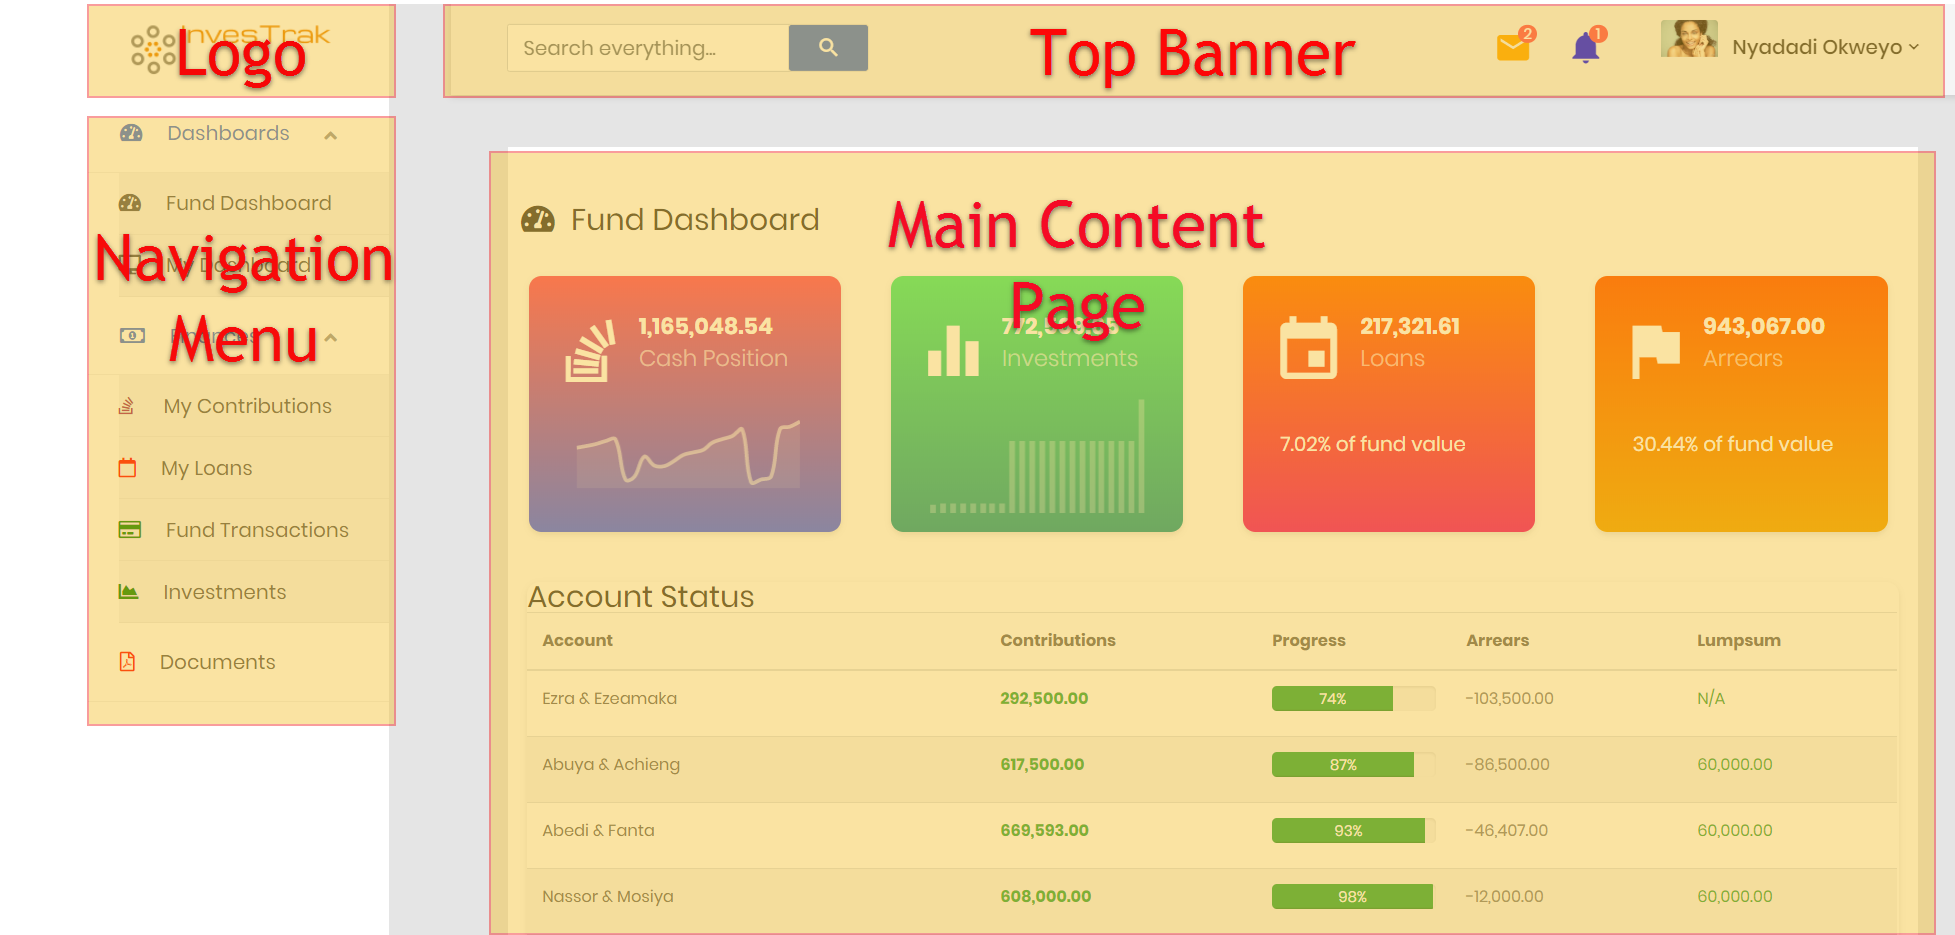 InvesTrak
Logo
Search everything...
Top Banner
2
1
Nyadadi Okweyo
Dashboards
Fund Dashboard
My Dashboard
Navigation
Menu
Finances
My Contributions
My Loans
Fund Transactions
Investments
Documents
Fund Dashboard
Main Content
Page
1,165,048.54
Cash Position
Investments
217,321.61
Loans
7.02% of fund value
943,067.00
Arrears
30.44% of fund value
Account Status
Account Contributions Progress Arrears Lumpsum
Ezra & Ezeamaka 292,500.00 74% -103,500.00 N/A
Abuya & Achieng 617,500.00 87% -86,500.00 60,000.00
Abedi & Fanta 669,593.00 93% -46,407.00 60,000.00
Nassor & Mosiya 608,000.00 98% -12,000.00 60,000.00